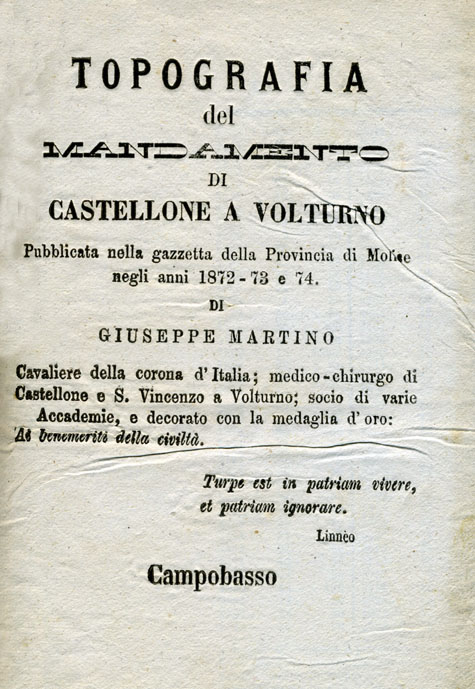 TOPOGRAFIA
del
MANDAMENTO
DI
CASTELLONE A VOLTURNO
Pubblicata nella gazzetta della Provincia di Molise
negli anni 1872-73 e 74.
DI
GIUSEPPE MARTINO
Cavaliere della corona d'Italia; medico-chirurgo di
Castellone e S. Vincenzo a Volturno; socio di varie
Accademie, e decorato con la medaglia d'oro:
Ai benemeriti della civiltà.
Turpe est in patriam vivere,
et patriam ignorare.
Linneo
Campobasso